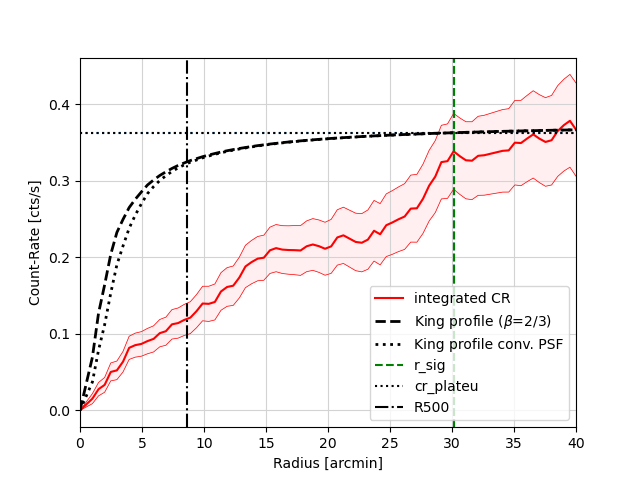 0.4
0.3
0.2
0.1
0.0
Count-Rate [cts/s]
integrated CR
King profile (β=2/3)
King profile conv. PSF
r_sig
cr_plateu
R500
0 5 10 15 20 25 30 35 40
Radius [arcmin]